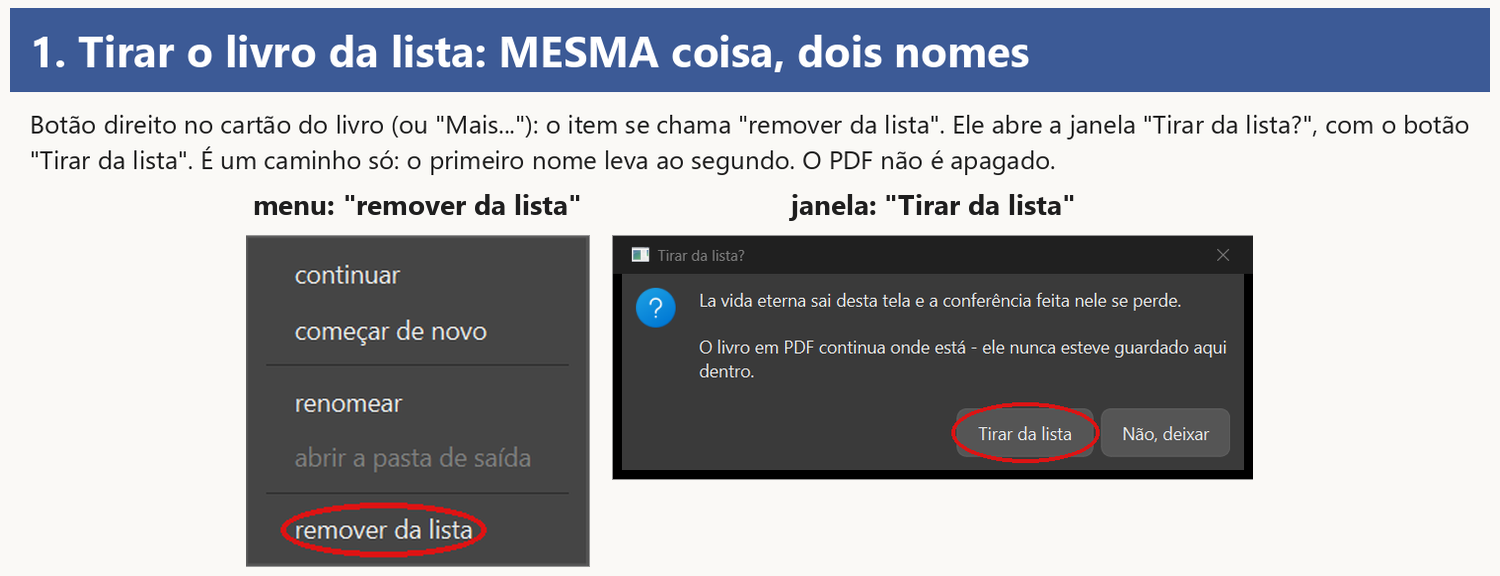 1. Tirar o livro da lista: MESMA coisa, dois nomes
Botão direito no cartão do livro (ou "Mais..."): o item se chama "remover da lista". Ele abre a janela "Tirar da lista?", com o botão
"Tirar da lista". É um caminho só: o primeiro nome leva ao segundo. O PDF não é apagado.
menu: "remover da lista"
janela: "Tirar da lista"
continuar
começar de novo
renomear
abrir a pasta de saída
remover da lista
Tirar da lista?
?
La vida eterna sai desta tela e a conferência feita nele se perde.
O livro em PDF continua onde está - ele nunca esteve guardado aqui
dentro.
Tirar da lista
Não, deixar